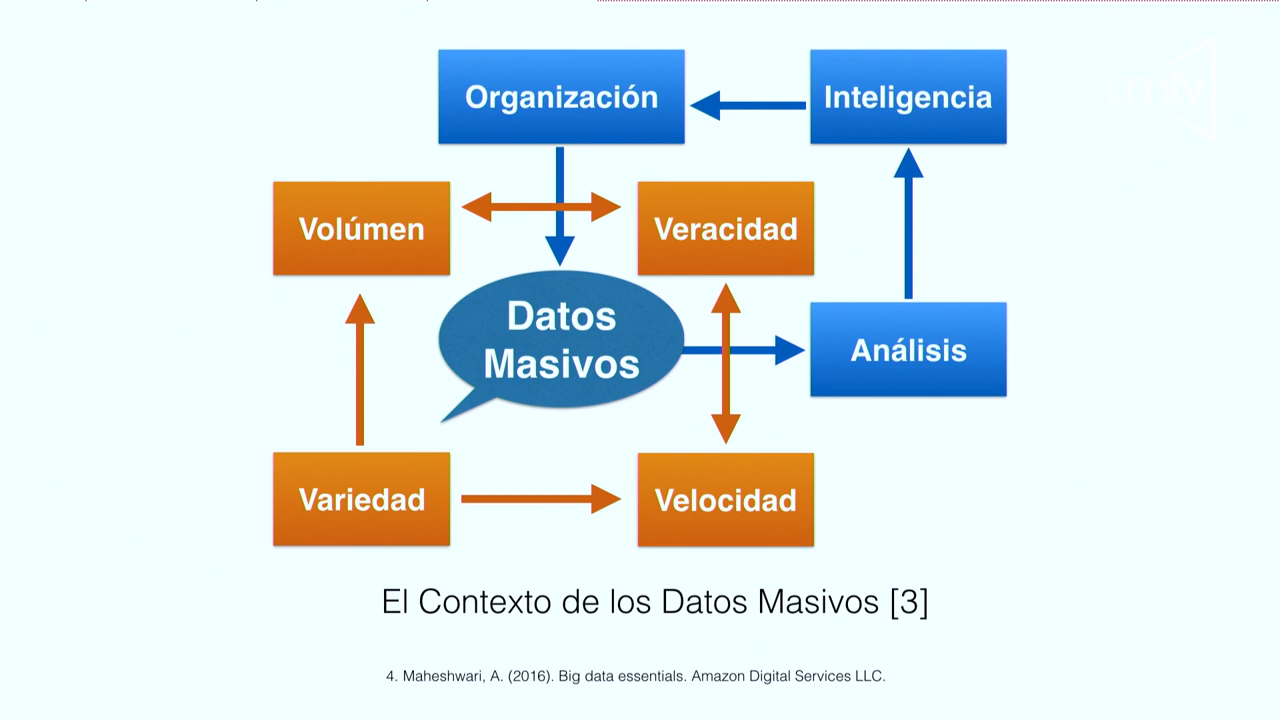 Organización
Inteligencia
Volúmen
Veracidad
Datos
Masivos
Análisis
Variedad
Velocidad
El Contexto de los Datos Masivos [3]
4. Maheshwari, A. (2016). Big data essentials. Amazon Digital Services LLC.